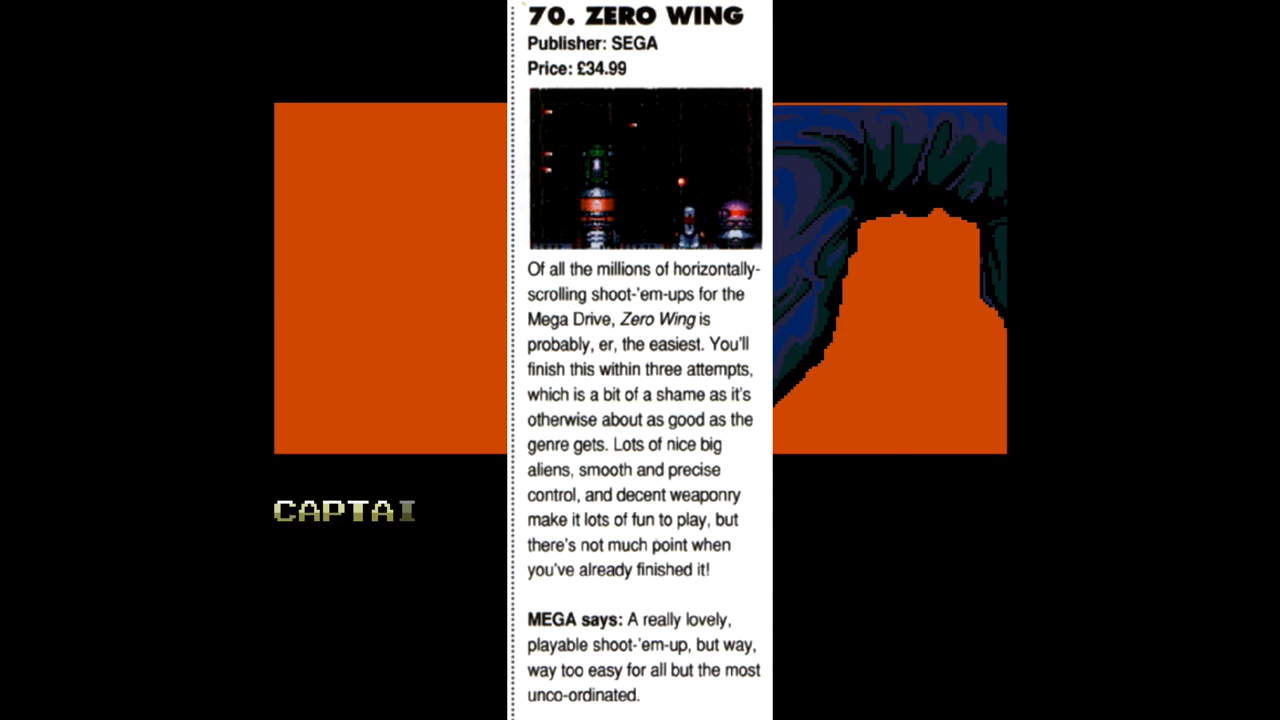 70. ZERO WING
Publisher: SEGA
Price: £34.99
Of all the millions of horizontally-
scrolling shoot-'em-ups for the
Mega Drive, Zero Wing is
probably, er, the easiest. You'll
finish this within three attempts,
which is a bit of a shame as it's
otherwise about as good as the
genre gets. Lots of nice big
aliens, smooth and precise
control, and decent weaponry
make it lots of fun to play, but
there's not much point when
you've already finished it!
MEGA says: A really lovely,
playable shoot-'em-up, but way,
way too easy for all but the most
unco-ordinated.
CAPTAI